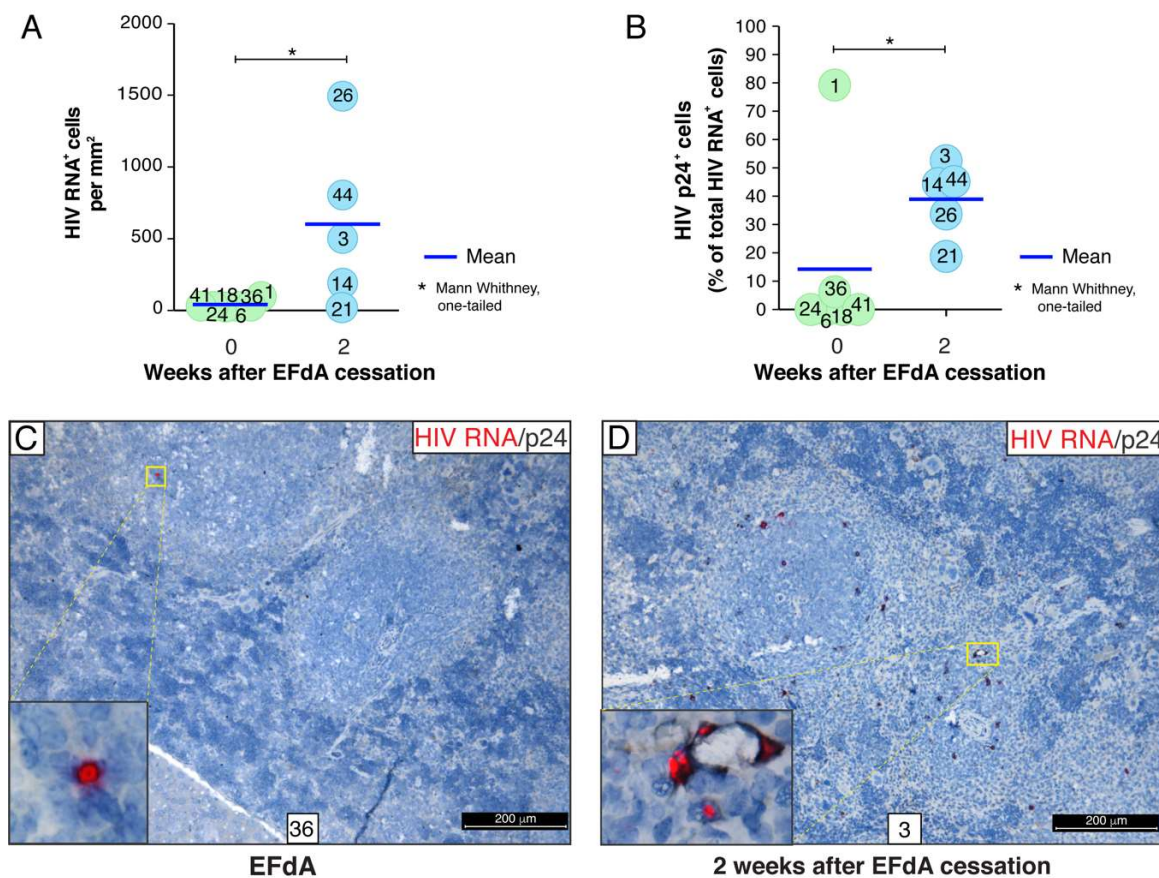 A
HIV RNA⁺ cells
per mm²
2000
1500
1000
500
0
*
26
44
3
14
21
41 18 36 1
24 6
0 2
Weeks after EFdA cessation
Mean
* Mann Whithney,
one-tailed
B
HIV p24⁺ cells
(% of total HIV RNA⁺ cells)
100
90
80
70
60
50
40
30
20
10
0
*
1
3
14 44
26
21
36
24 6 18 41
0 2
Weeks after EFdA cessation
Mean
* Mann Whithney,
one-tailed
C
HIV RNA/p24
36
200 μm
EFdA
D
HIV RNA/p24
3
200 μm
2 weeks after EFdA cessation